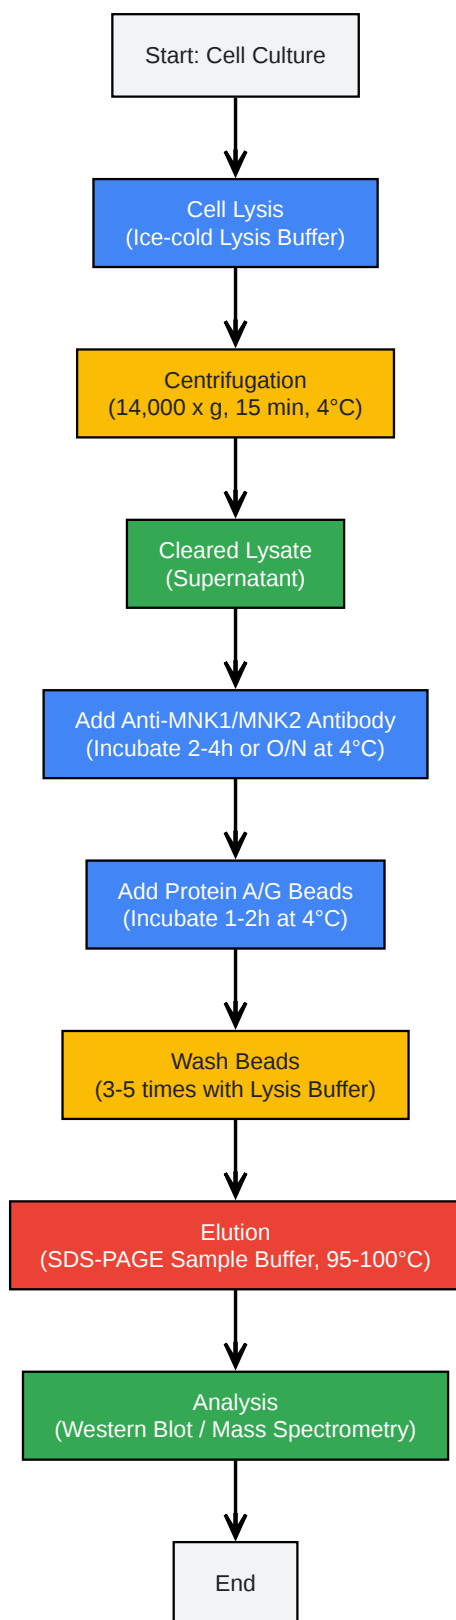 Start: Cell Culture
Cell Lysis
(Ice-cold Lysis Buffer)
Centrifugation
(14,000 x g, 15 min, 4°C)
Cleared Lysate
(Supernatant)
Add Anti-MNK1/MNK2 Antibody
(Incubate 2-4h or O/N at 4°C)
Add Protein A/G Beads
(Incubate 1-2h at 4°C)
Wash Beads
(3-5 times with Lysis Buffer)
Elution
(SDS-PAGE Sample Buffer, 95-100°C)
Analysis
(Western Blot / Mass Spectrometry)
End